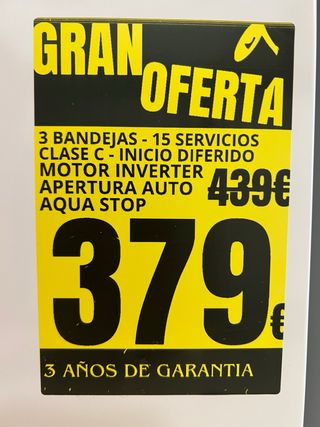 GRAN
OFERTA
3 BANDEJAS - 15 SERVICIOS
CLASE C - INICIO DIFERIDO
MOTOR INVERTER
APERTURA AUTO 439€
AQUA STOP
379€
3 AÑOS DE GARANTIA